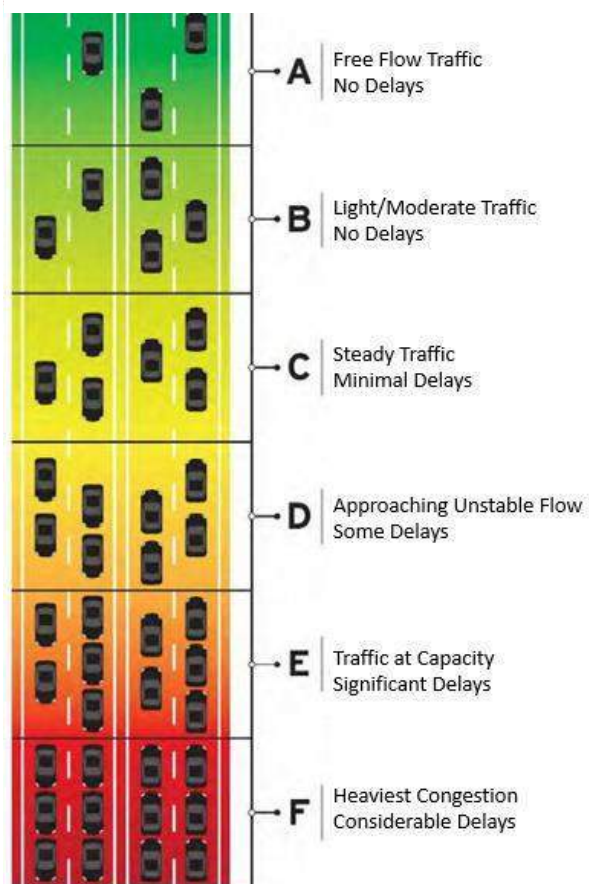 A
Free Flow Traffic
No Delays
B
Light/Moderate Traffic
No Delays
C
Steady Traffic
Minimal Delays
D
Approaching Unstable Flow
Some Delays
E
Traffic at Capacity
Significant Delays
F
Heaviest Congestion
Considerable Delays